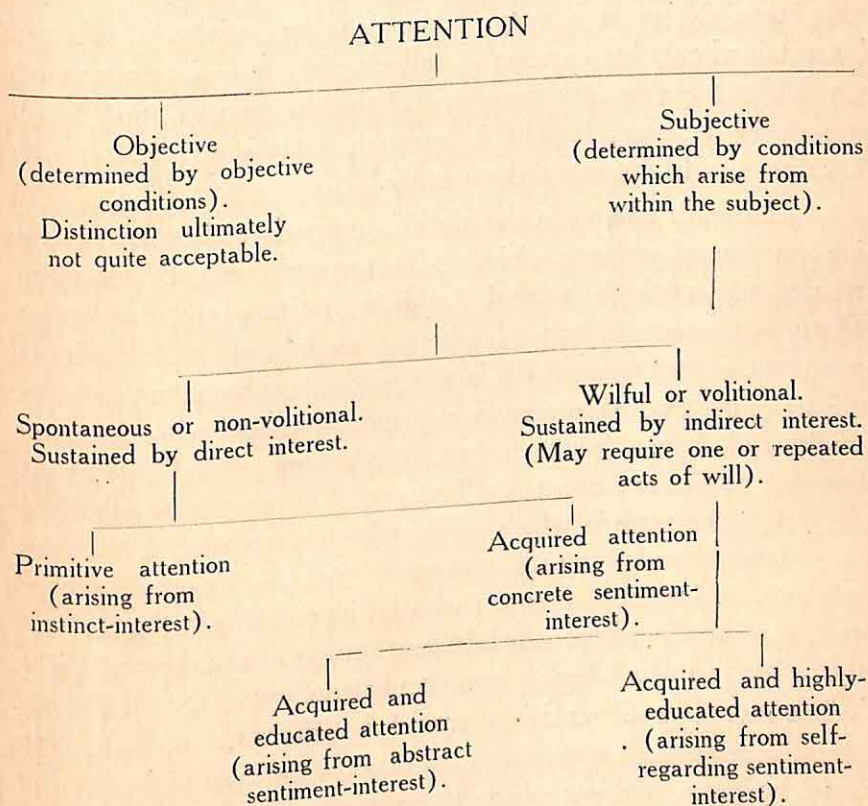 ATTENTION
Objective
(determined by objective
conditions).
Distinction ultimately
not quite acceptable.
Subjective
(determined by conditions
which arise from
within the subject).
Spontaneous or non-volitional.
Sustained by direct interest.
Wilful or volitional.
Sustained by indirect interest.
(May require one or repeated
acts of will).
Primitive attention
(arising from
instinct-interest).
Acquired attention
(arising from
concrete sentiment-
interest).
Acquired and
educated attention
(arising from abstract
sentiment-interest).
Acquired and highly-
educated attention
(arising from self-
regarding sentiment-
interest).